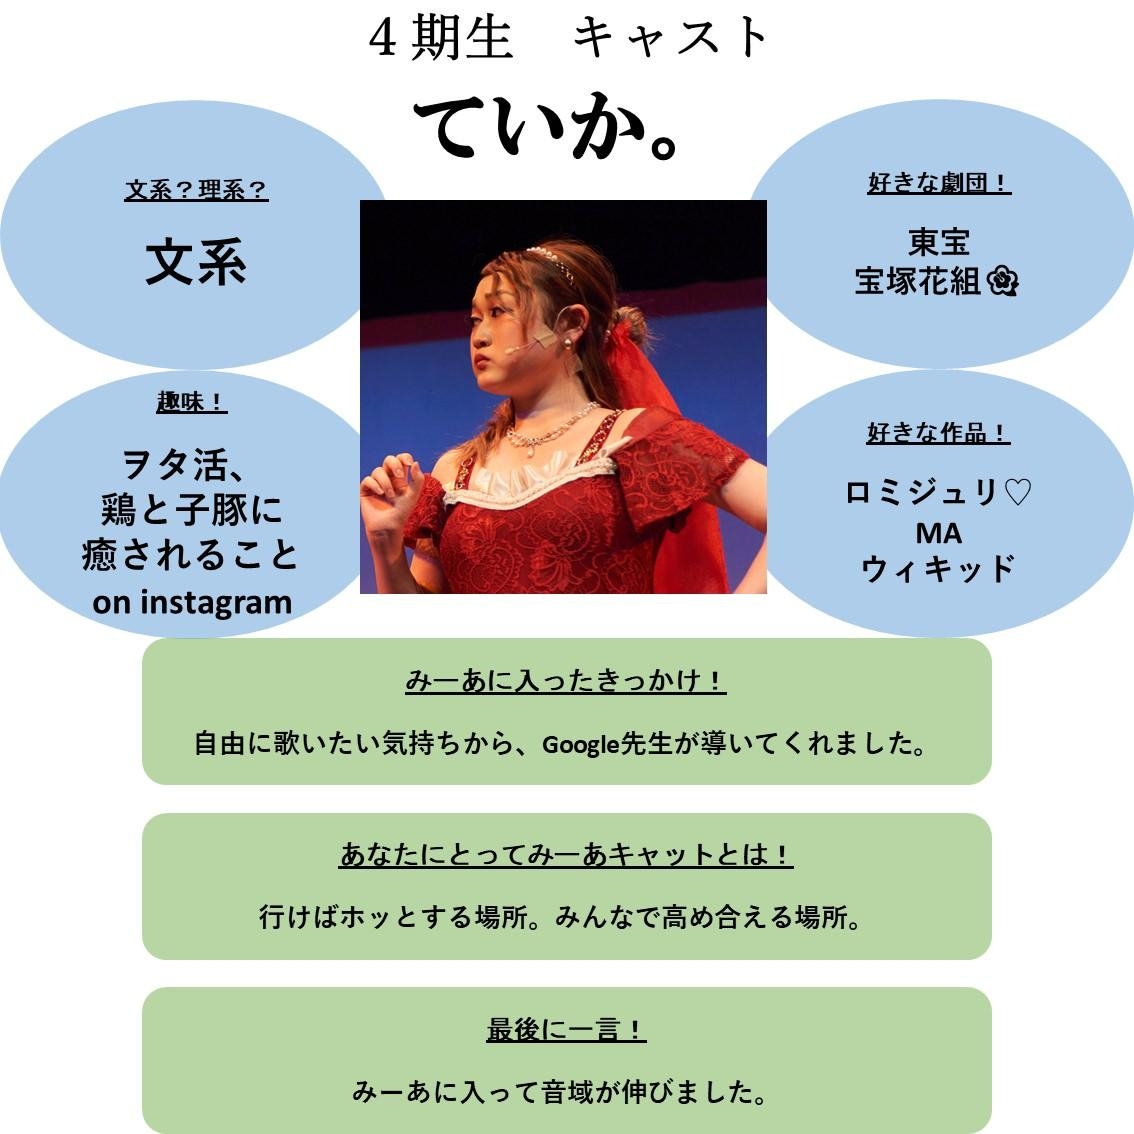 ４期生　キャスト
ていか。
文系？理系？
文系
好きな劇団！
東宝
宝塚花組
趣味！
ヲタ活、
鶏と子豚に
癒されること
on instagram
好きな作品！
ロミジュリ♡
MA
ウィキッド
みーあに入ったきっかけ！
自由に歌いたい気持ちから、Google先生が導いてくれました。
あなたにとってみーあキャットとは！
行けばホッとする場所。みんなで高め合える場所。
最後に一言！
みーあに入って音域が伸びました。